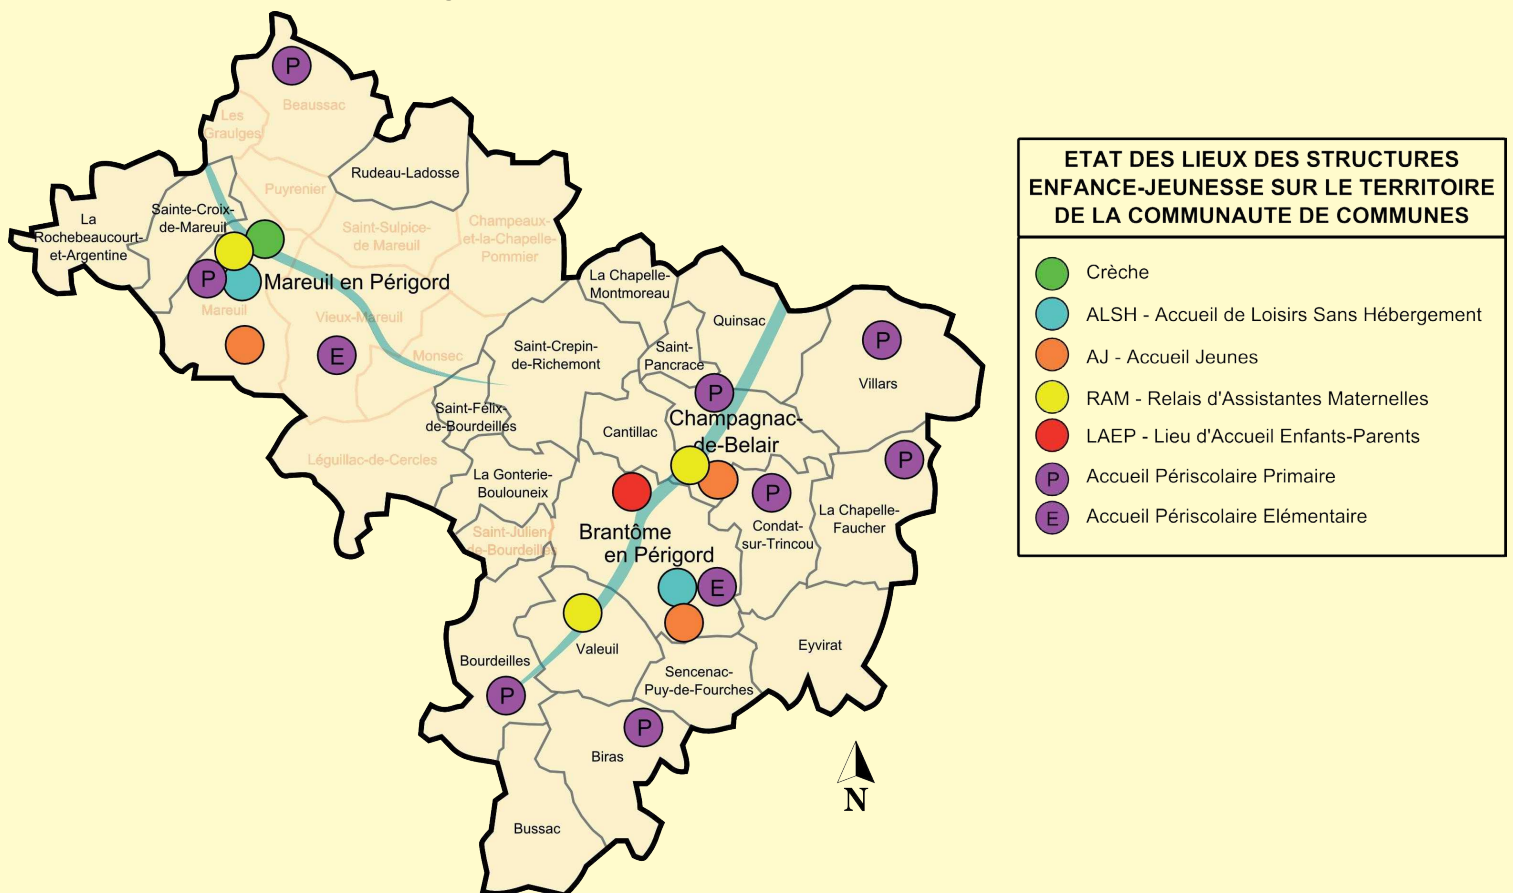 P
Beaussac
Les
Graulges
Rudeau-Ladosse
Puyrenier
La
Rochebeaucourt-
et-Argentine
Sainte-Croix-
de-Mareuil
Saint-Sulpice-
de Mareuil
Champeaux-
et-la-Chapelle-
Pommier
P
Mareuil en Périgord
Mareuil
Vieux-Mareuil
E
Monsec
La Chapelle-
Montmoreau
Quinsac
Saint-Crepin-
de-Richemont
Saint-
Pancrace
P
Villars
P
Champagnac-
de-Belair
Saint-Félix-
de-Bourdeilles
Cantillac
Léguillac-de-Cercles
La Gonterie-
Boulouneix
P
P
Condat-
sur-Trincou
La Chapelle-
Faucher
Saint-Julien-
de-Bourdeilles
Brantôme
en Périgord
E
Valeuil
Eyvirat
Bourdeilles
P
Sencenac-
Puy-de-Fourches
P
Biras
Bussac
N
ETAT DES LIEUX DES STRUCTURES
ENFANCE-JEUNESSE SUR LE TERRITOIRE
DE LA COMMUNAUTE DE COMMUNES
Crèche
ALSH - Accueil de Loisirs Sans Hébergement
AJ - Accueil Jeunes
RAM - Relais d'Assistantes Maternelles
LAEP - Lieu d'Accueil Enfants-Parents
P Accueil Périscolaire Primaire
E Accueil Périscolaire Elémentaire